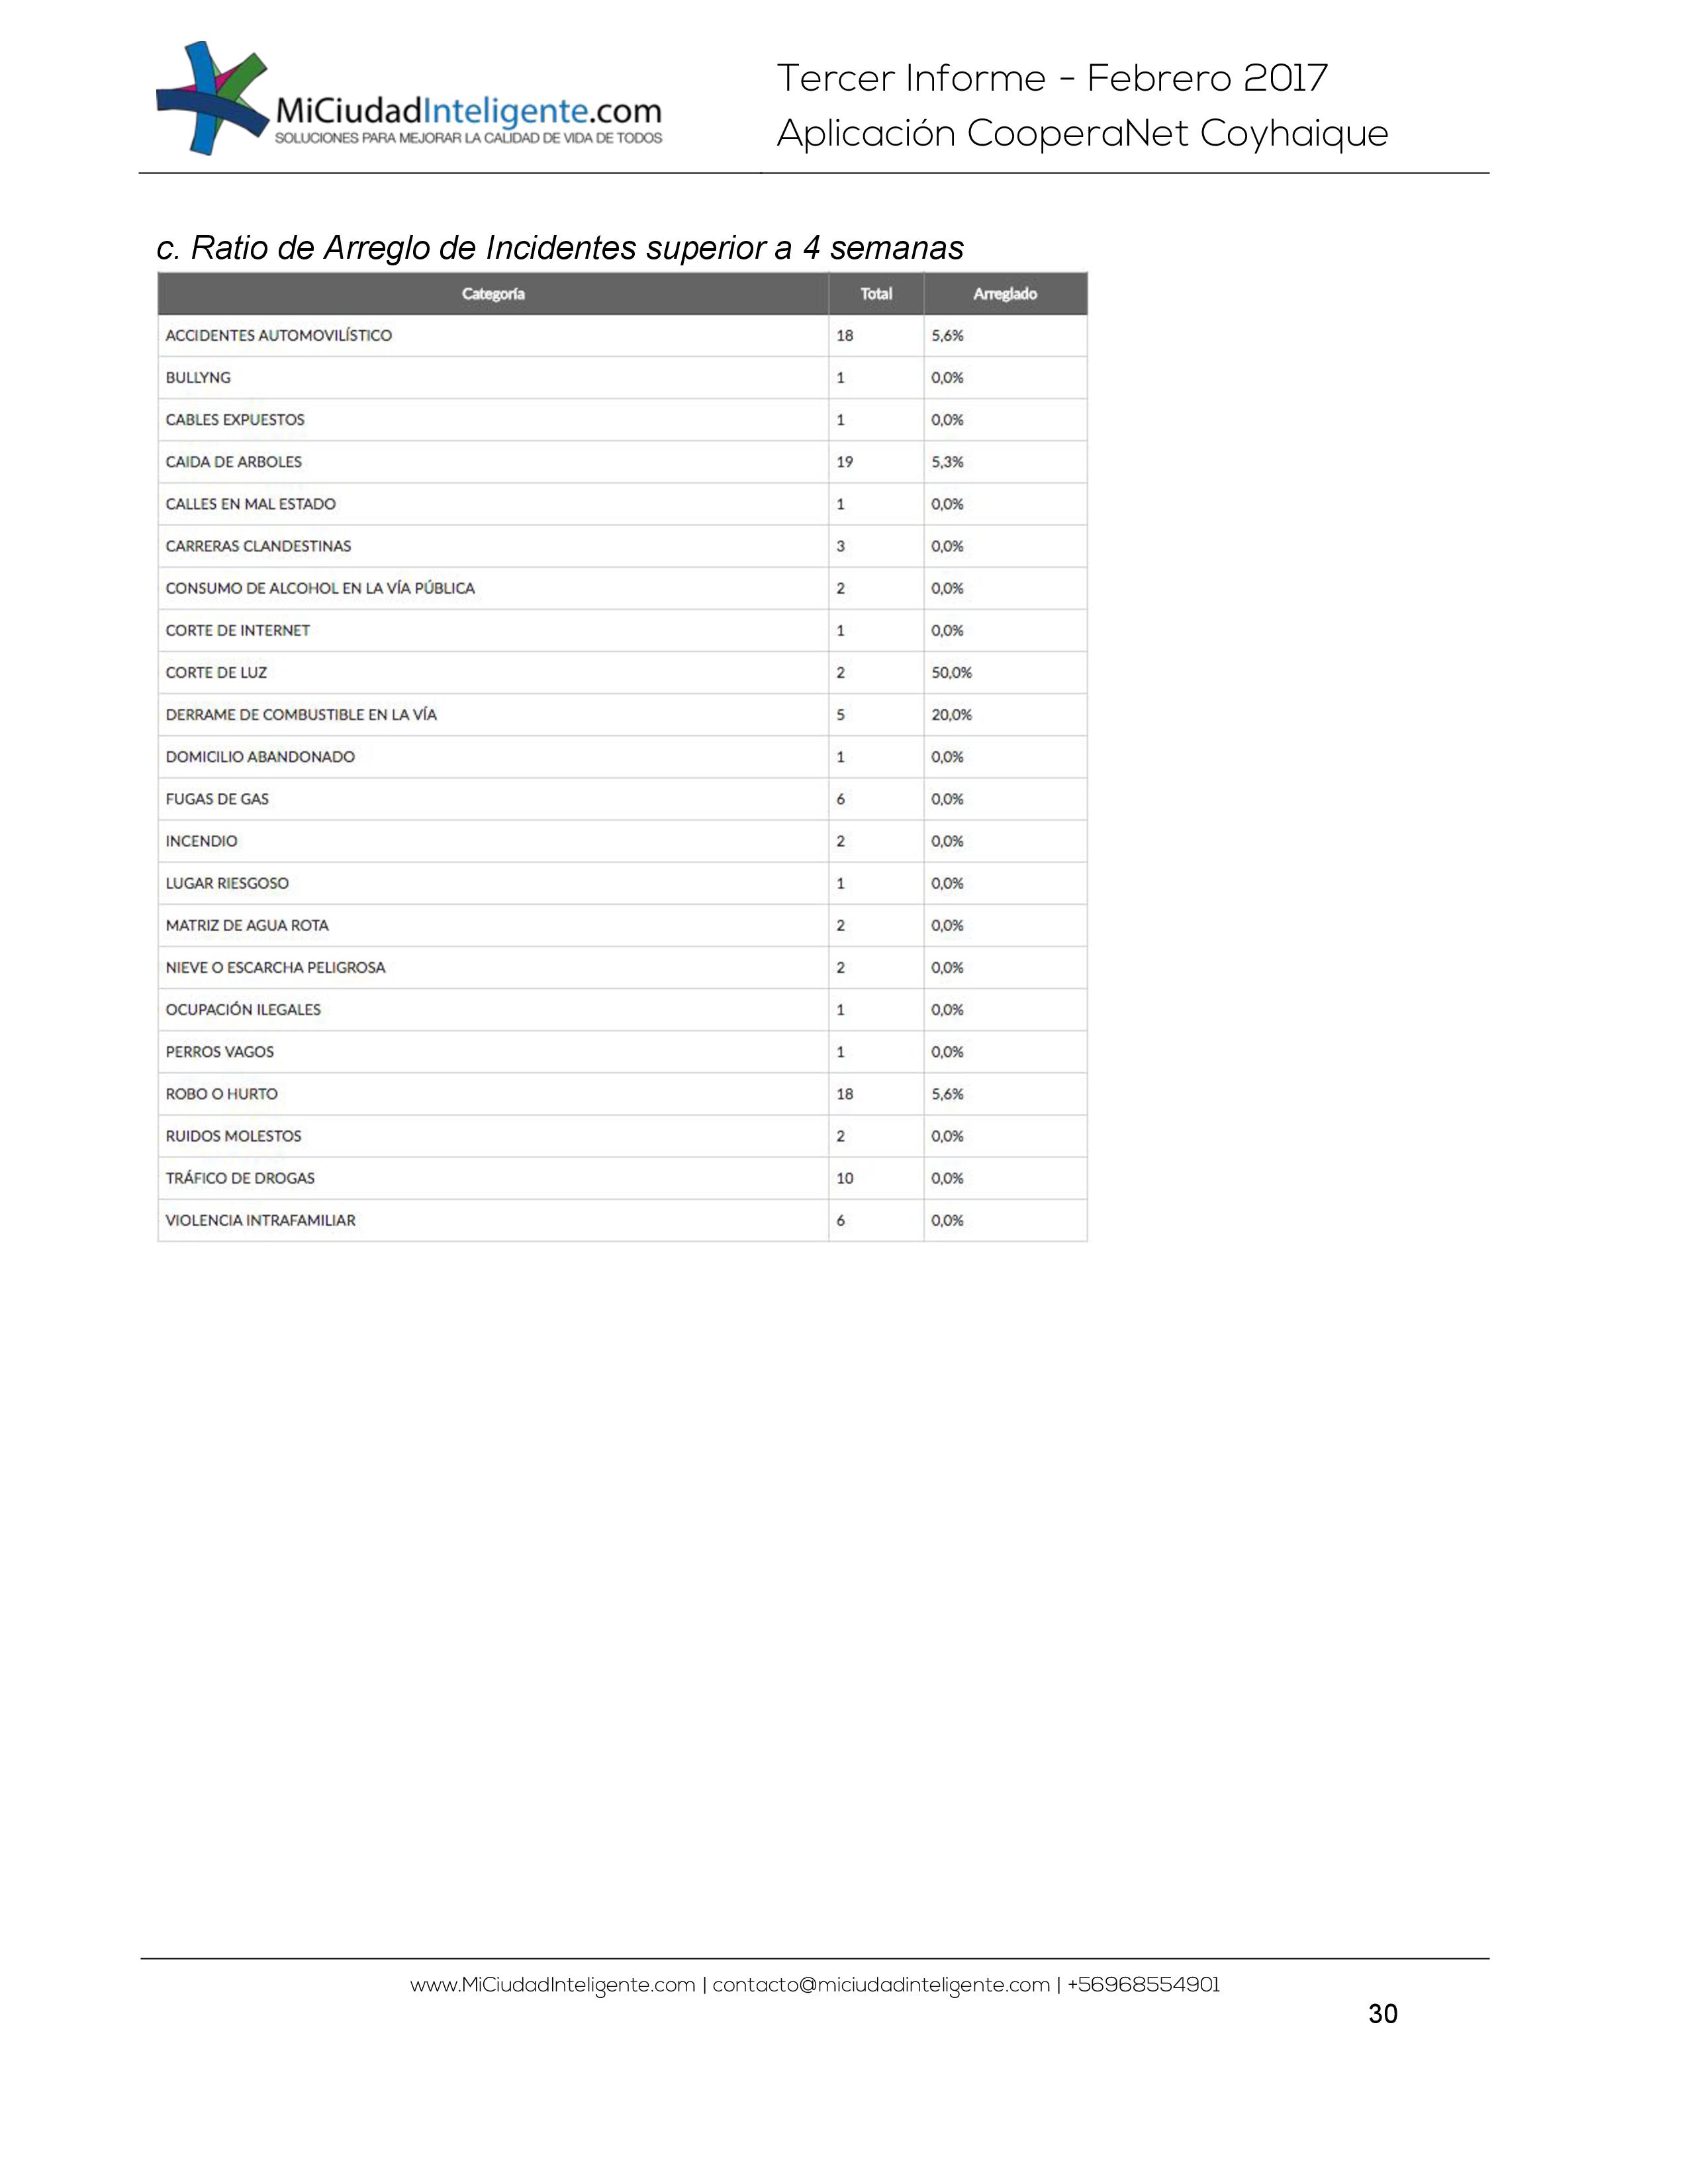 MiCiudadInteligente.com
SOLUCIONES PARA MEJORAR LA CALIDAD DE VIDA DE TODOS
Tercer Informe - Febrero 2017
Aplicación CooperaNet Coyhaique
c. Ratio de Arreglo de Incidentes superior a 4 semanas
Categoría Total Arreglado
ACCIDENTES AUTOMOVILÍSTICO 18 5,6%
BULLYNG 1 0,0%
CABLES EXPUESTOS 1 0,0%
CAIDA DE ARBOLES 19 5,3%
CALLES EN MAL ESTADO 1 0,0%
CARRERAS CLANDESTINAS 3 0,0%
CONSUMO DE ALCOHOL EN LA VÍA PÚBLICA 2 0,0%
CORTE DE INTERNET 1 0,0%
CORTE DE LUZ 2 50,0%
DERRAME DE COMBUSTIBLE EN LA VÍA 5 20,0%
DOMICILIO ABANDONADO 1 0,0%
FUGAS DE GAS 6 0,0%
INCENDIO 2 0,0%
LUGAR RIESGOSO 1 0,0%
MATRIZ DE AGUA ROTA 2 0,0%
NIEVE O ESCARCHA PELIGROSA 2 0,0%
OCUPACIÓN ILEGALES 1 0,0%
PERROS VAGOS 1 0,0%
ROBO O HURTO 18 5,6%
RUIDOS MOLESTOS 2 0,0%
TRÁFICO DE DROGAS 10 0,0%
VIOLENCIA INTRAFAMILIAR 6 0,0%
www.MiCiudadInteligente.com | contacto@miciudadinteligente.com | +56968554901
30